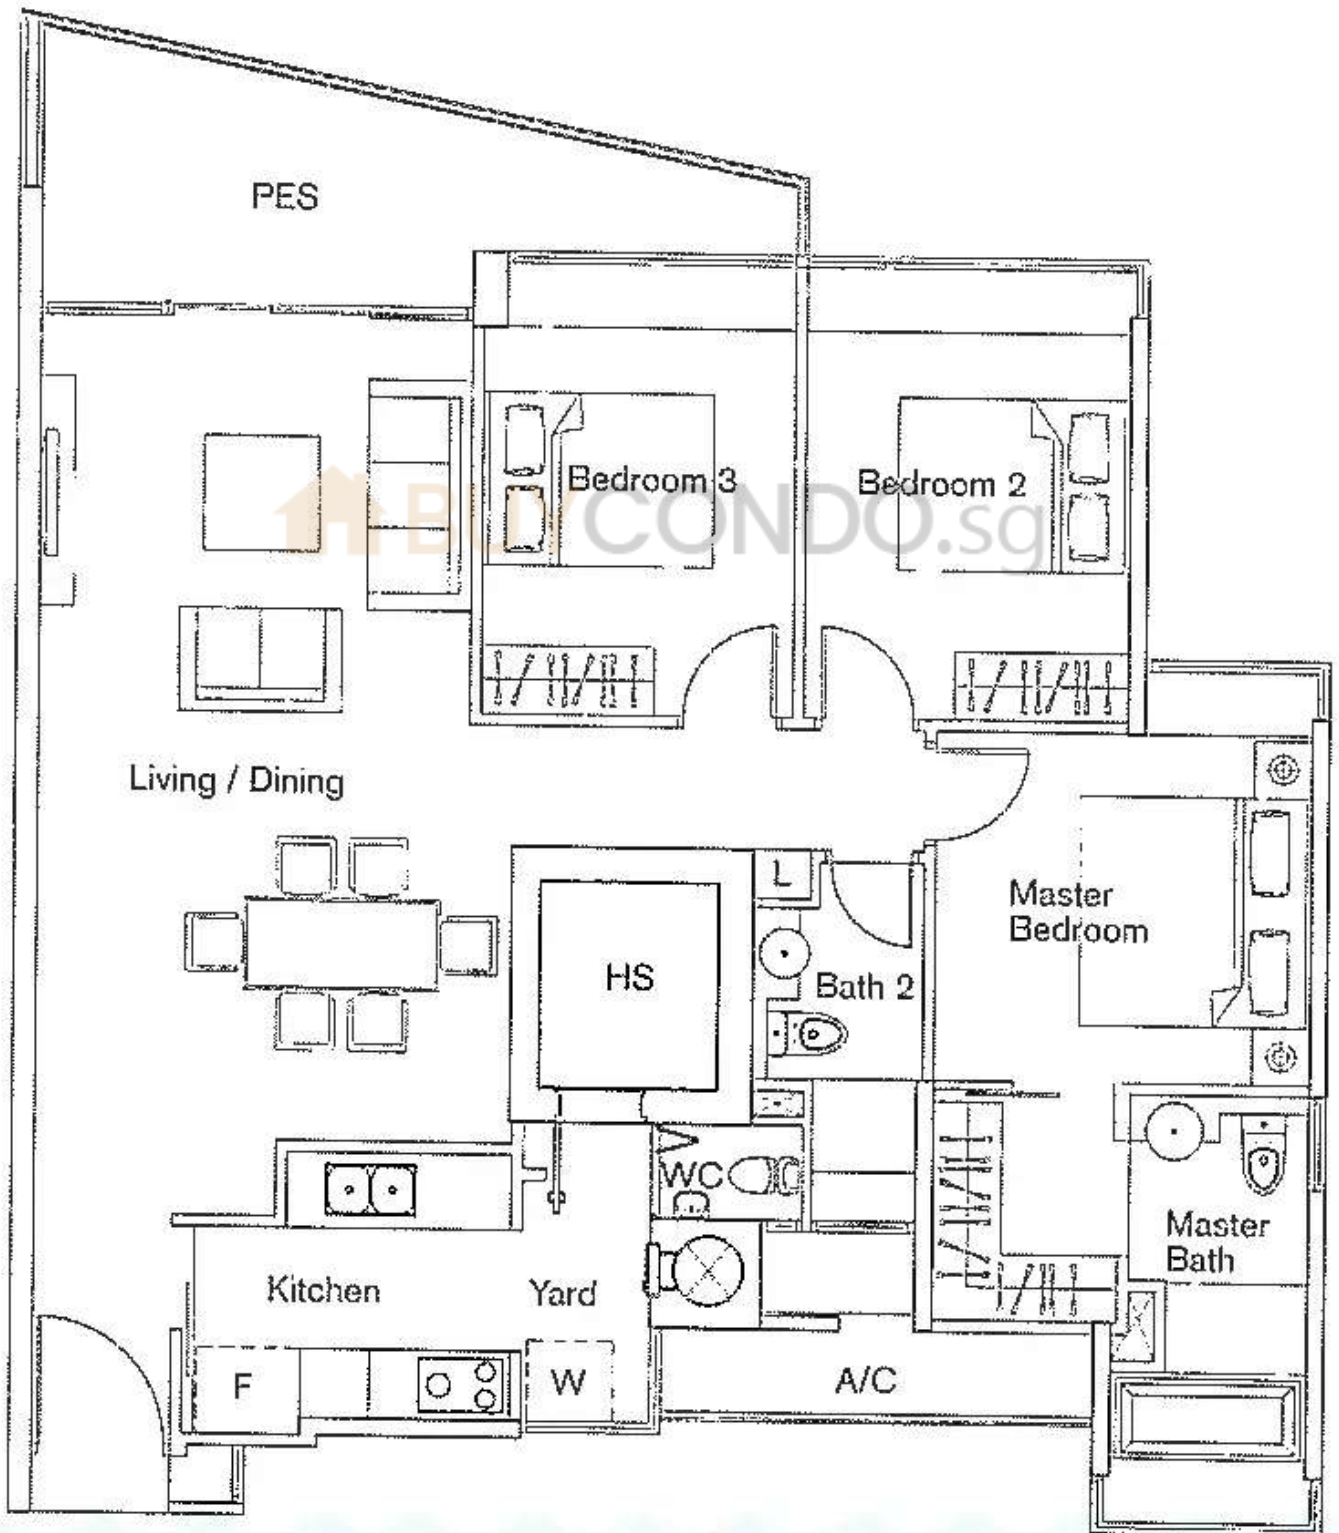 PES
Bedroom 3
Bedroom 2
BUYCONDO.sg
Living / Dining
L
Master
Bedroom
HS
Bath 2
WC
Master
Bath
Kitchen
Yard
F
W
A/C